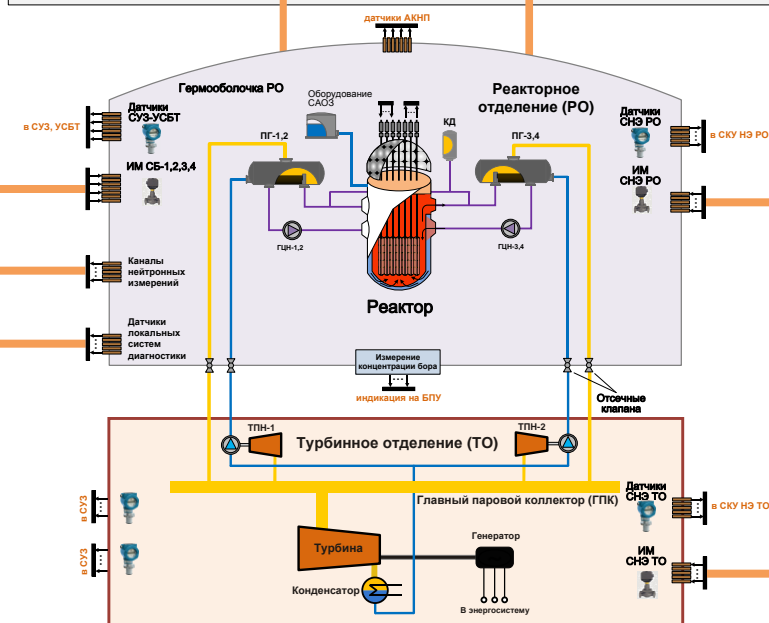 датчики АКНП
Гермооболочка РО
Оборудование
САОЗ
Реакторное
отделение (РО)
Датчики
СУЗ-УСБТ
в СУЗ, УСБТ
ПГ-1,2
КД
ПГ-3,4
Датчики
СНЭ РО
в СКУ НЭ РО
ИМ СБ-1,2,3,4
ИМ
СНЭ РО
ГЦН-1,2
ГЦН-3,4
Каналы
нейтронных
измерений
Реактор
Датчики
локальных
систем
диагностики
Измерение
концентрации бора
индикация на БПУ
Отсечные
клапана
ТПН-1
Турбинное отделение (ТО)
ТПН-2
в СУЗ
Главный паровой коллектор (ГПК)
Датчики
СНЭ ТО
в СКУ НЭ ТО
Турбина
Генератор
в СУЗ
ИМ
СНЭ ТО
Конденсатор
В энергосистему